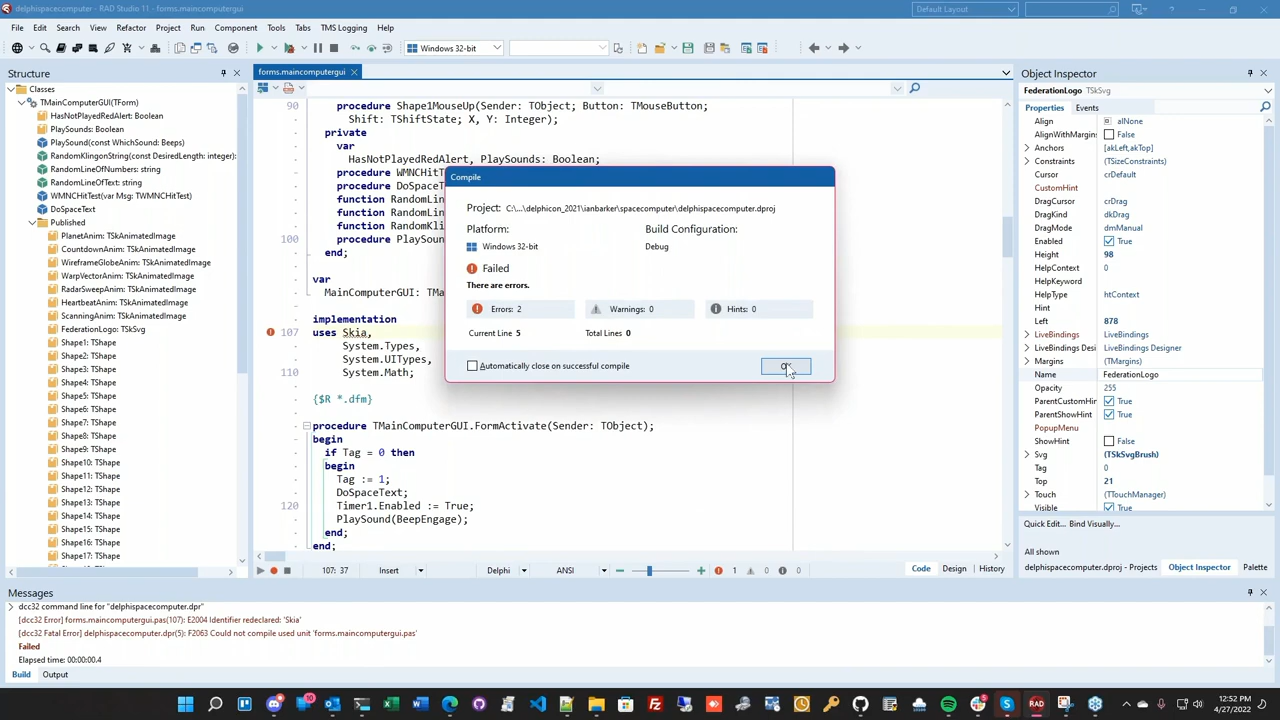 delphispacecomputer - RAD Studio 11 - forms.maincomputergui
Default Layout
File Edit Search View Refactor Project Run Component Tools Tabs TMS Logging Help
Windows 32-bit
Structure
Classes
TMainComputerGUI(TForm)
HasNotPlayedRedAlert: Boolean
PlaySounds: Boolean
PlaySound(const WhichSound: Beeps)
RandomKlingonString(const DesiredLength: integer):
RandomLineOfNumbers: string
RandomLineOfText: string
WMNCHitTest(var Msg: TWMNCHitTest)
DoSpaceText
Published
PlanetAnim: TSkAnimatedImage
CountdownAnim: TSkAnimatedImage
WireframeGlobeAnim: TSkAnimatedImage
WarpVectorAnim: TSkAnimatedImage
RadarSweepAnim: TSkAnimatedImage
HeartbeatAnim: TSkAnimatedImage
ScanningAnim: TSkAnimatedImage
FederationLogo: TSkSvg
Shape1: TShape
Shape2: TShape
Shape3: TShape
Shape4: TShape
Shape5: TShape
Shape6: TShape
Shape7: TShape
Shape8: TShape
Shape9: TShape
Shape10: TShape
Shape11: TShape
Shape12: TShape
Shape13: TShape
Shape14: TShape
Shape15: TShape
Shape16: TShape
Shape17: TShape
forms.maincomputergui
90 procedure Shape1MouseUp(Sender: TObject; Button: TMouseButton;
Shift: TShiftState; X, Y: Integer);
private
var
HasNotPlayedRedAlert, PlaySounds: Boolean;
procedure WMNCHitT
procedure DoSpaceT
function RandomLin
function RandomLin
function RandomKli
100 procedure PlaySoun
end;
var
MainComputerGUI: TMa
implementation
107 uses Skia,
System.Types,
System.UITypes,
110 System.Math;
{$R *.dfm}
procedure TMainComputerGUI.FormActivate(Sender: TObject);
begin
if Tag = 0 then
begin
Tag := 1;
DoSpaceText;
120 Timer1.Enabled := True;
PlaySound(BeepEngage);
end;
end;
107: 37 Insert Delphi ANSI 1 0 0 Code Design History
Compile
Project: C:\...\delphicon_2021\ianbarker\spacecomputer\delphispacecomputer.dproj
Platform: Build Configuration:
Windows 32-bit Debug
Failed
There are errors.
Errors: 2 Warnings: 0 Hints: 0
Current Line 5 Total Lines 0
Automatically close on successful compile
Object Inspector
FederationLogo TSkSvg
Properties Events
Align alNone
AlignWithMargins False
Anchors [akLeft,akTop]
Constraints (TSizeConstraints)
Cursor crDefault
CustomHint
DragCursor crDrag
DragKind dkDrag
DragMode dmManual
Enabled True
Height 98
HelpContext 0
HelpKeyword
HelpType htContext
Hint
Left 878
LiveBindings LiveBindings
LiveBindings Desi LiveBindings Designer
Margins (TMargins)
Name FederationLogo
Opacity 255
ParentCustomHin True
ParentShowHint True
PopupMenu
ShowHint False
Svg (TSkSvgBrush)
Tag 0
Top 21
Touch (TTouchManager)
Visible True
Quick Edit... Bind Visually...
All shown
delphispacecomputer.dproj - Projects Object Inspector Palette
Messages
dcc32 command line for "delphispacecomputer.dpr"
[dcc32 Error] forms.maincomputergui.pas(107): E2004 Identifier redeclared: 'Skia'
[dcc32 Fatal Error] delphispacecomputer.dpr(5): F2063 Could not compile used unit 'forms.maincomputergui.pas'
Failed
Elapsed time: 00:00:00.4
Build Output
12:52 PM
4/27/2022